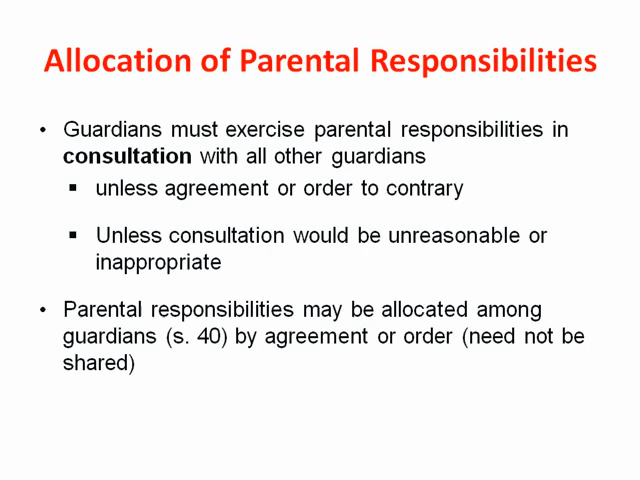 Allocation of Parental Responsibilities
• Guardians must exercise parental responsibilities in
consultation with all other guardians
▪ unless agreement or order to contrary
▪ Unless consultation would be unreasonable or
inappropriate
• Parental responsibilities may be allocated among
guardians (s. 40) by agreement or order (need not be
shared)